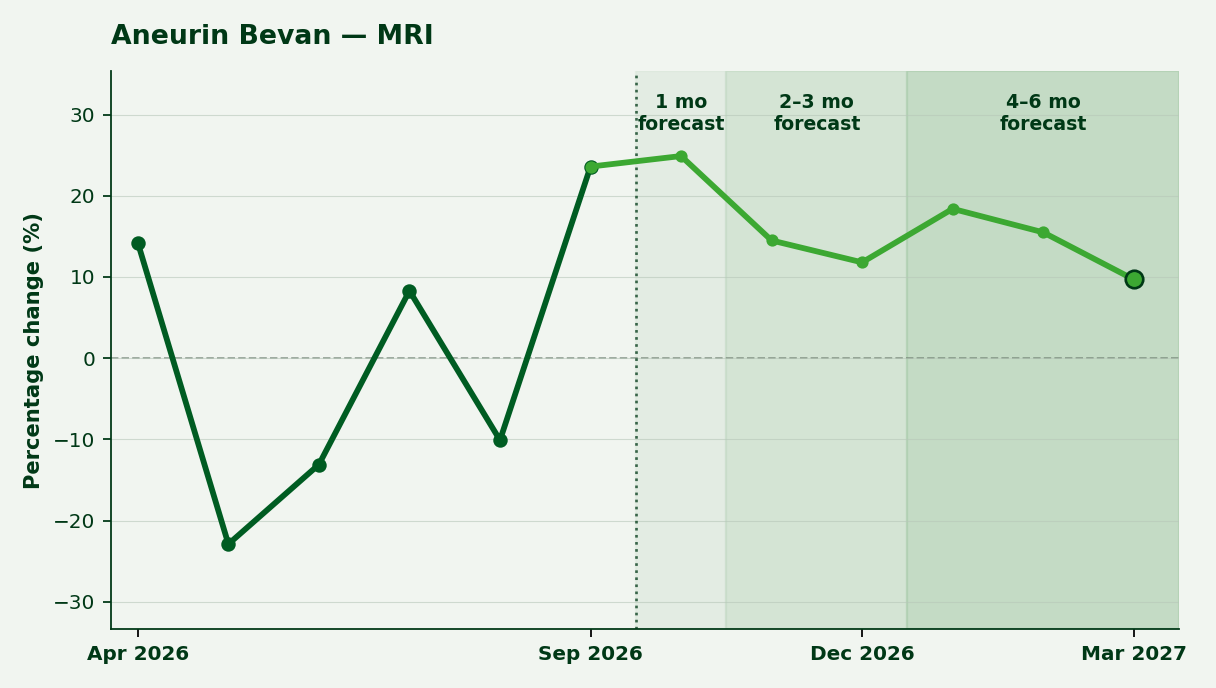 Aneurin Bevan — MRI
Percentage change (%)
30
20
10
0
−10
−20
−30
1 mo
forecast
2–3 mo
forecast
4–6 mo
forecast
Apr 2026
Sep 2026
Dec 2026
Mar 2027